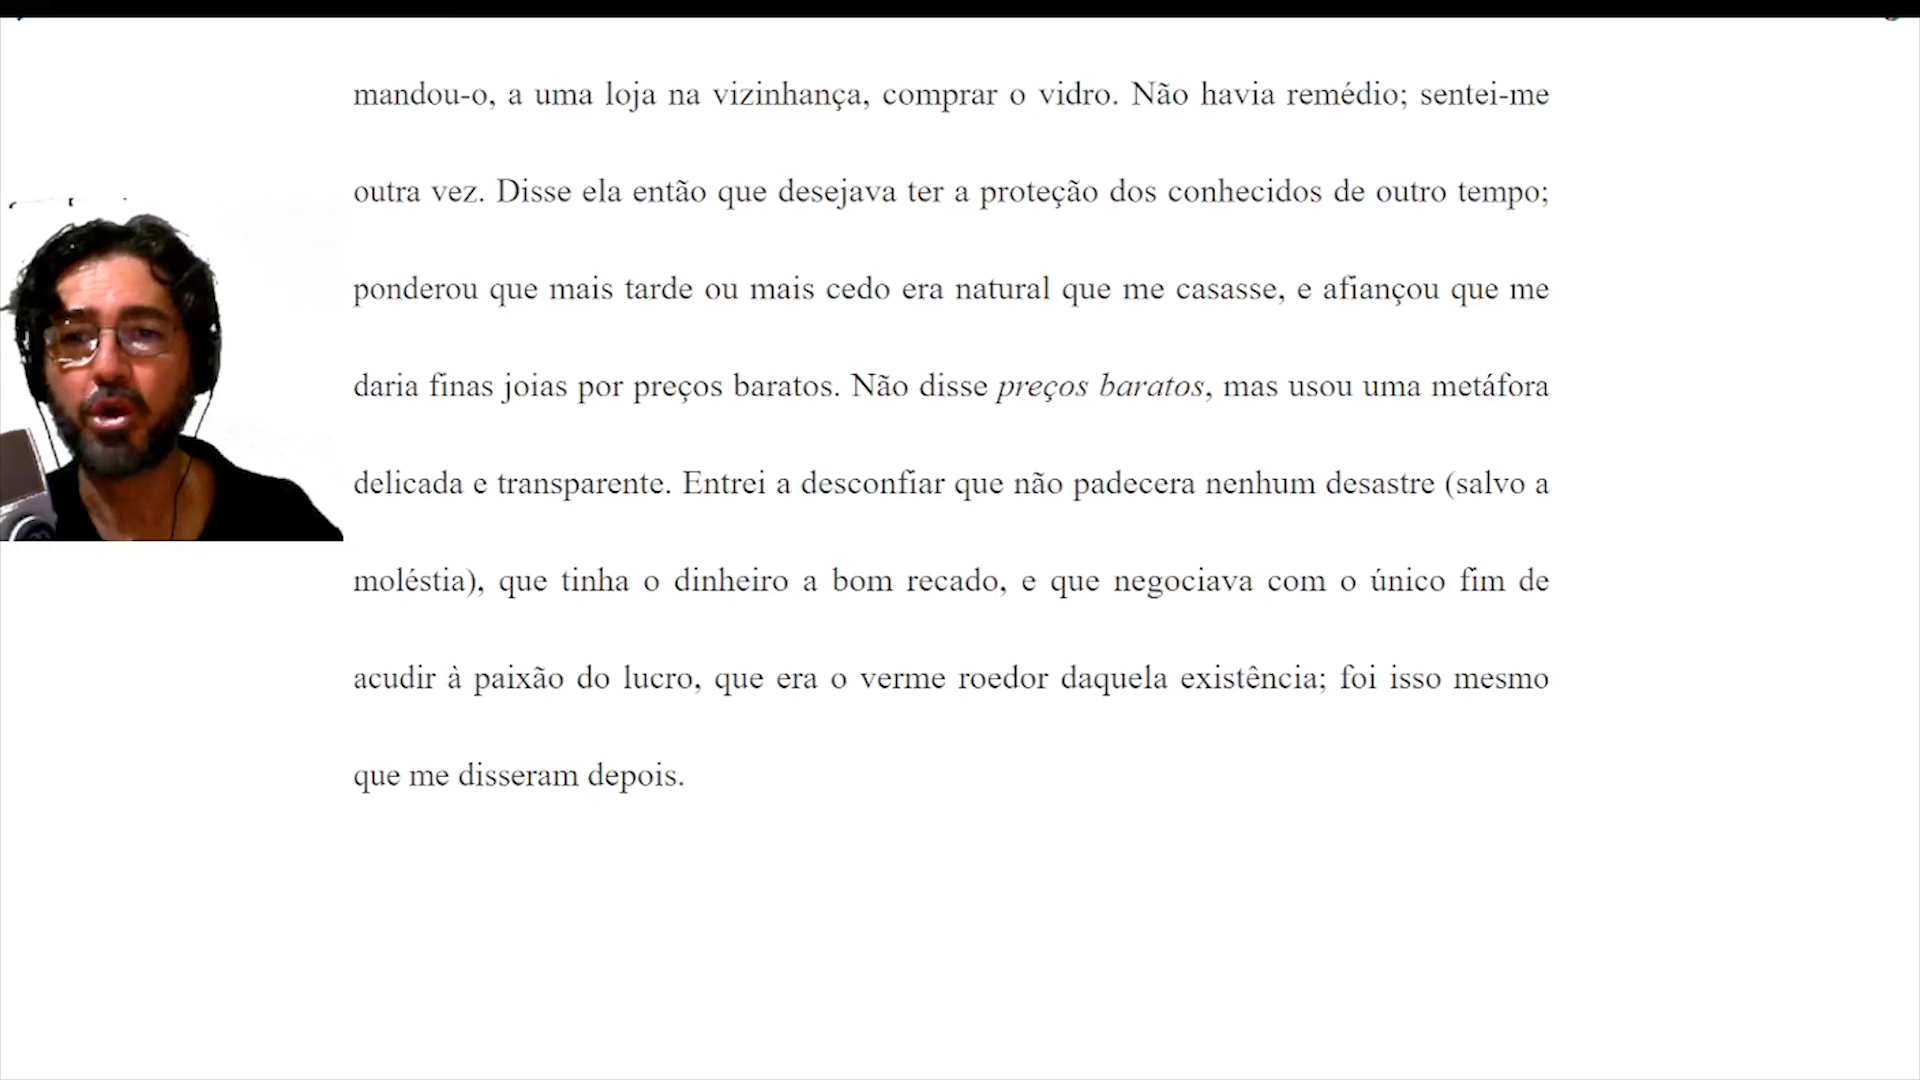 mandou-o, a uma loja na vizinhança, comprar o vidro. Não havia remédio; sentei-me
outra vez. Disse ela então que desejava ter a proteção dos conhecidos de outro tempo;
ponderou que mais tarde ou mais cedo era natural que me casasse, e afiançou que me
daria finas joias por preços baratos. Não disse preços baratos, mas usou uma metáfora
delicada e transparente. Entrei a desconfiar que não padecera nenhum desastre (salvo a
moléstia), que tinha o dinheiro a bom recado, e que negociava com o único fim de
acudir à paixão do lucro, que era o verme roedor daquela existência; foi isso mesmo
que me disseram depois.